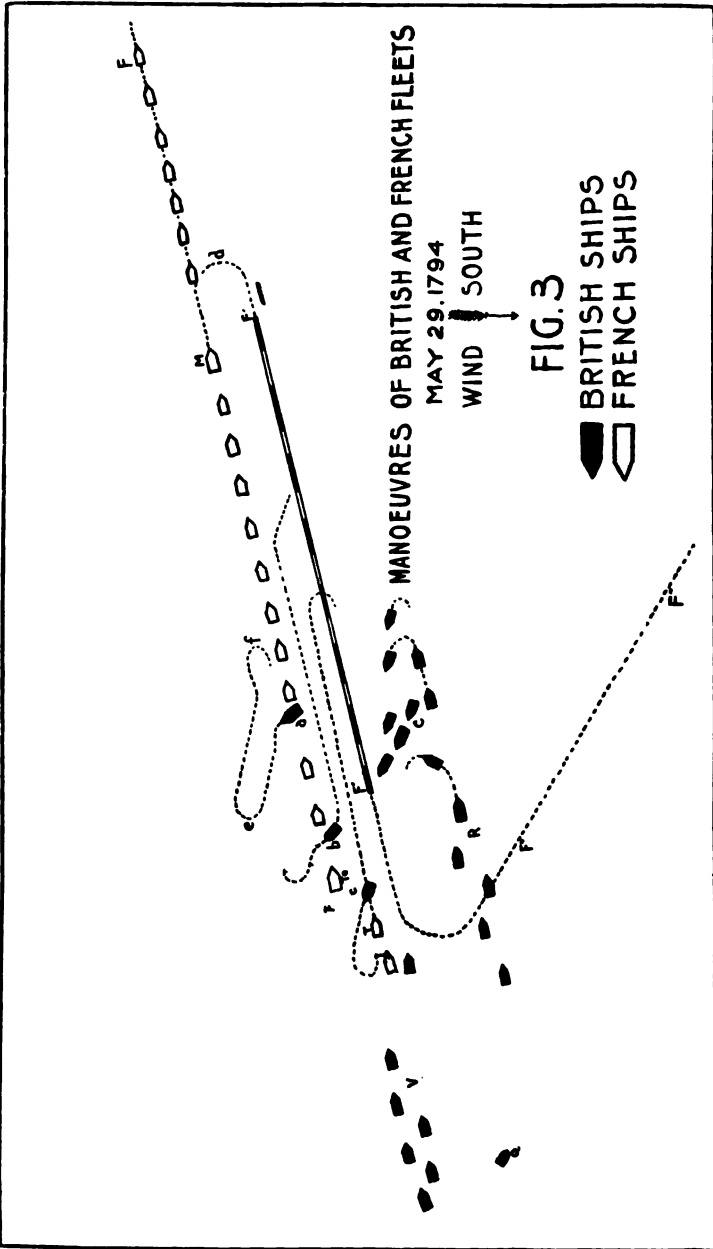 MANOEUVRES OF BRITISH AND FRENCH FLEETS
MAY 29.1794
WIND SOUTH
FIG.3
BRITISH SHIPS
FRENCH SHIPS
F
d
M
F
f
a
e
b
F
c
T
F
C
R
F
F
V
Q